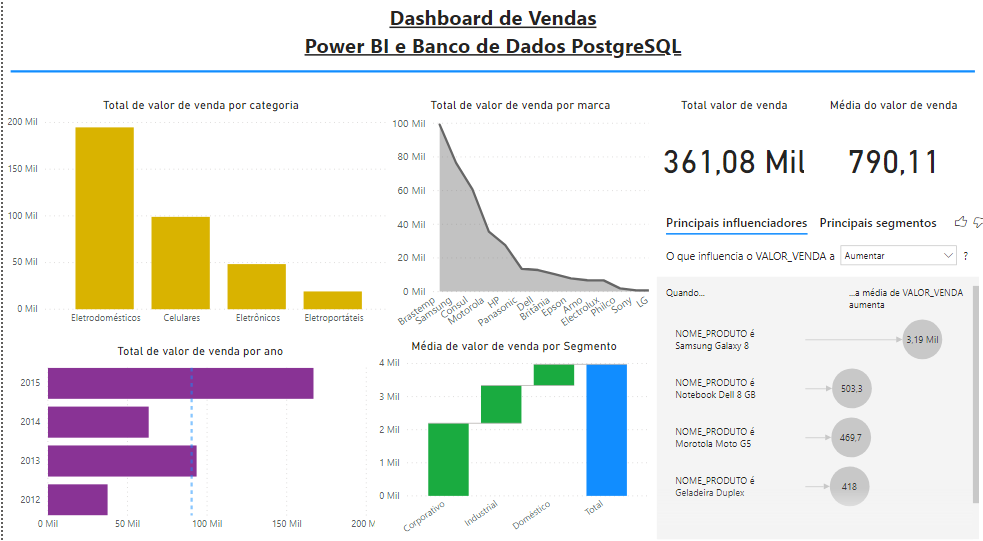 Dashboard de Vendas
Power BI e Banco de Dados PostgreSQL
Total de valor de venda por categoria
200 Mil
150 Mil
100 Mil
50 Mil
0 Mil
Eletrodomésticos
Celulares
Eletrônicos
Eletroportáteis
Total de valor de venda por marca
100 Mil
80 Mil
60 Mil
40 Mil
20 Mil
0 Mil
Brastemp
Samsung
Consul
Motorola
HP
Panasonic
Dell
Britânia
Epson
Arno
Electrolux
Philco
Sony
LG
Total valor de venda
361,08 Mil
Média do valor de venda
790,11
Principais influenciadores
Principais segmentos
O que influencia o VALOR_VENDA a
Aumentar
?
Quando...
...a média de VALOR_VENDA
aumenta
NOME_PRODUTO é
Samsung Galaxy 8
3,19 Mil
NOME_PRODUTO é
Notebook Dell 8 GB
503,3
NOME_PRODUTO é
Morotola Moto G5
469,7
NOME_PRODUTO é
Geladeira Duplex
418
Total de valor de venda por ano
2015
2014
2013
2012
0 Mil
50 Mil
100 Mil
150 Mil
200 Mil
Média de valor de venda por Segmento
4 Mil
3 Mil
2 Mil
1 Mil
0 Mil
Corporativo
Industrial
Doméstico
Total